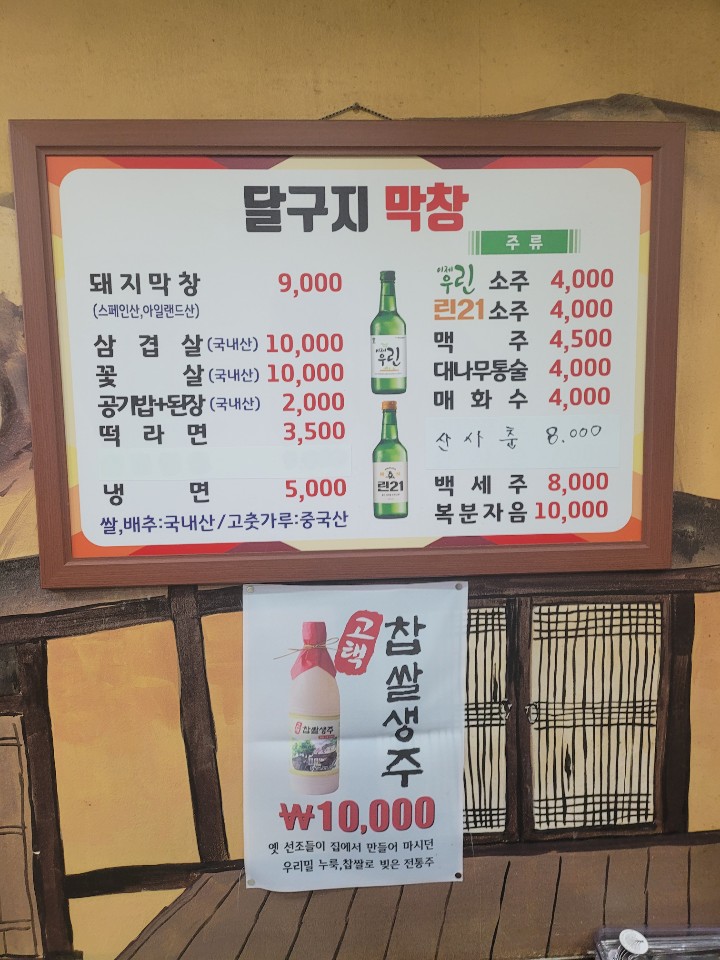 달구지 막창
돼지막창 9,000
(스페인산,아일랜드산)
삼겹살 (국내산) 10,000
꽃살 (국내산) 10,000
공기밥+된장 (국내산) 2,000
떡라면 3,500
냉면 5,000
쌀,배추:국내산/고춧가루:중국산
이제
우린
린21
주류
이제우린 소주 4,000
린21 소주 4,000
맥주 4,500
대나무통술 4,000
매화수 4,000
산사춘 8.000
백세주 8,000
복분자음 10,000
고택
찹쌀생주
찹쌀생주
₩10,000
옛 선조들이 집에서 만들어 마시던
우리밀 누룩,찹쌀로 빚은 전통주